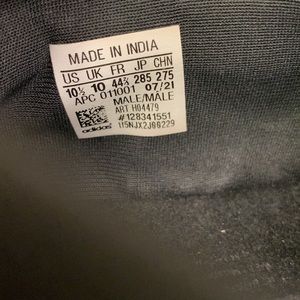 MADE IN INDIA
US UK FR JP CHN
10½ 10 44⅔ 285 275
APC 011001 07/21
MALE/MALE
ART H04479
#128341551
adidas